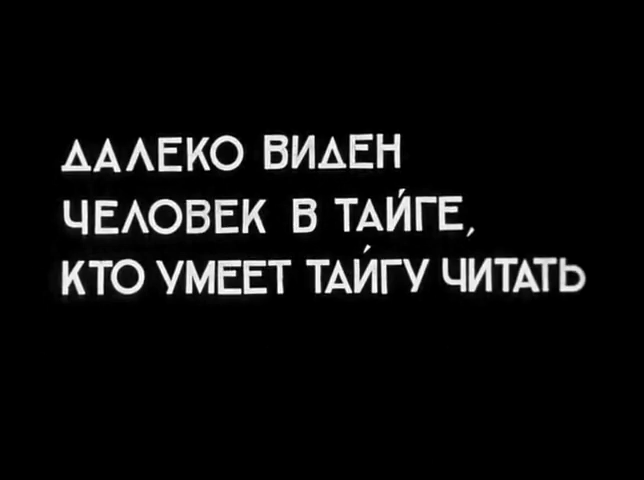 ДАЛЕКО ВИДЕН
ЧЕЛОВЕК В ТАЙГЕ,
КТО УМЕЕТ ТАЙГУ ЧИТАТЬ